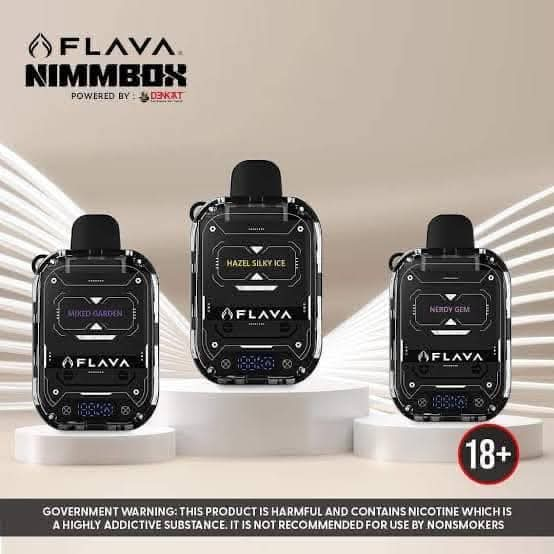 FLAVA®
NIMMBOX
POWERED BY : DENKAT
HAZEL SILKY ICE
FLAVA
MIXED GARDEN
FLAVA
NERDY GEM
FLAVA
18+
GOVERNMENT WARNING: THIS PRODUCT IS HARMFUL AND CONTAINS NICOTINE WHICH IS
A HIGHLY ADDICTIVE SUBSTANCE. IT IS NOT RECOMMENDED FOR USE BY NONSMOKERS